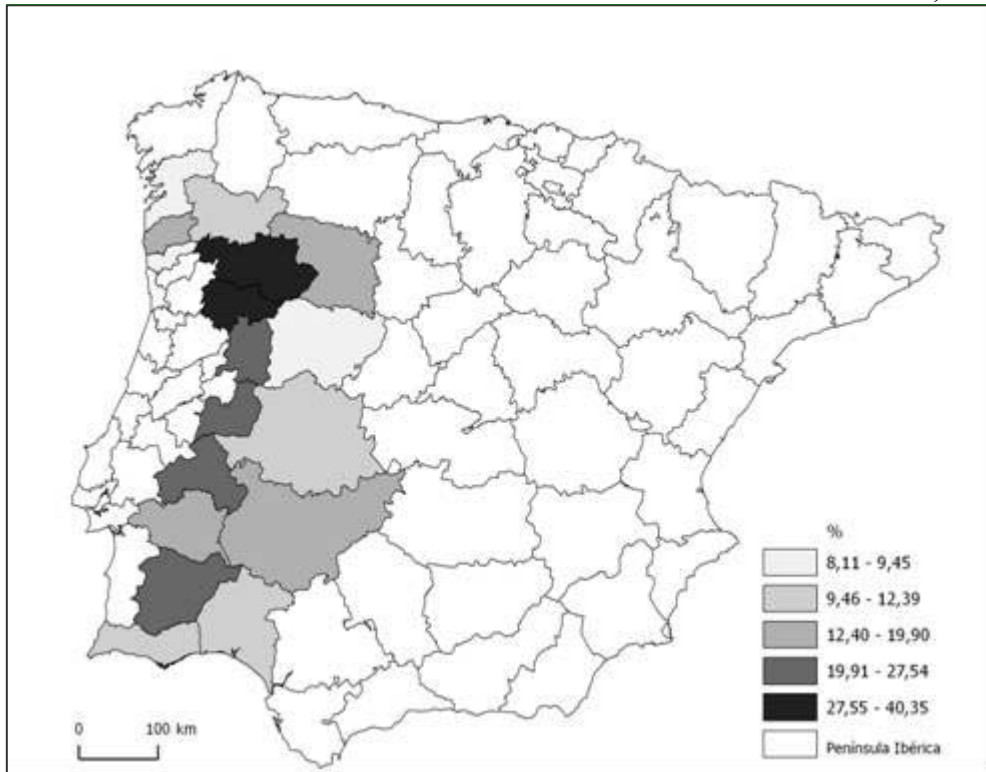 %
8,11 - 9,45
9,46 - 12,39
12,40 - 19,90
19,91 - 27,54
27,55 - 40,35
Península Ibérica
0 100 km